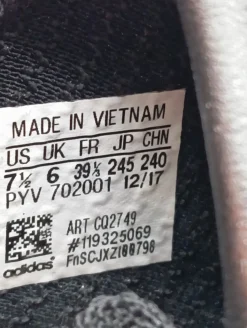 MADE IN VIETNAM
US UK FR JP CHN
7½ 6 39⅓ 245 240
PYV 702001 12/17
ART CQ2749
#119325069
FnSCJXZI88796
adidas